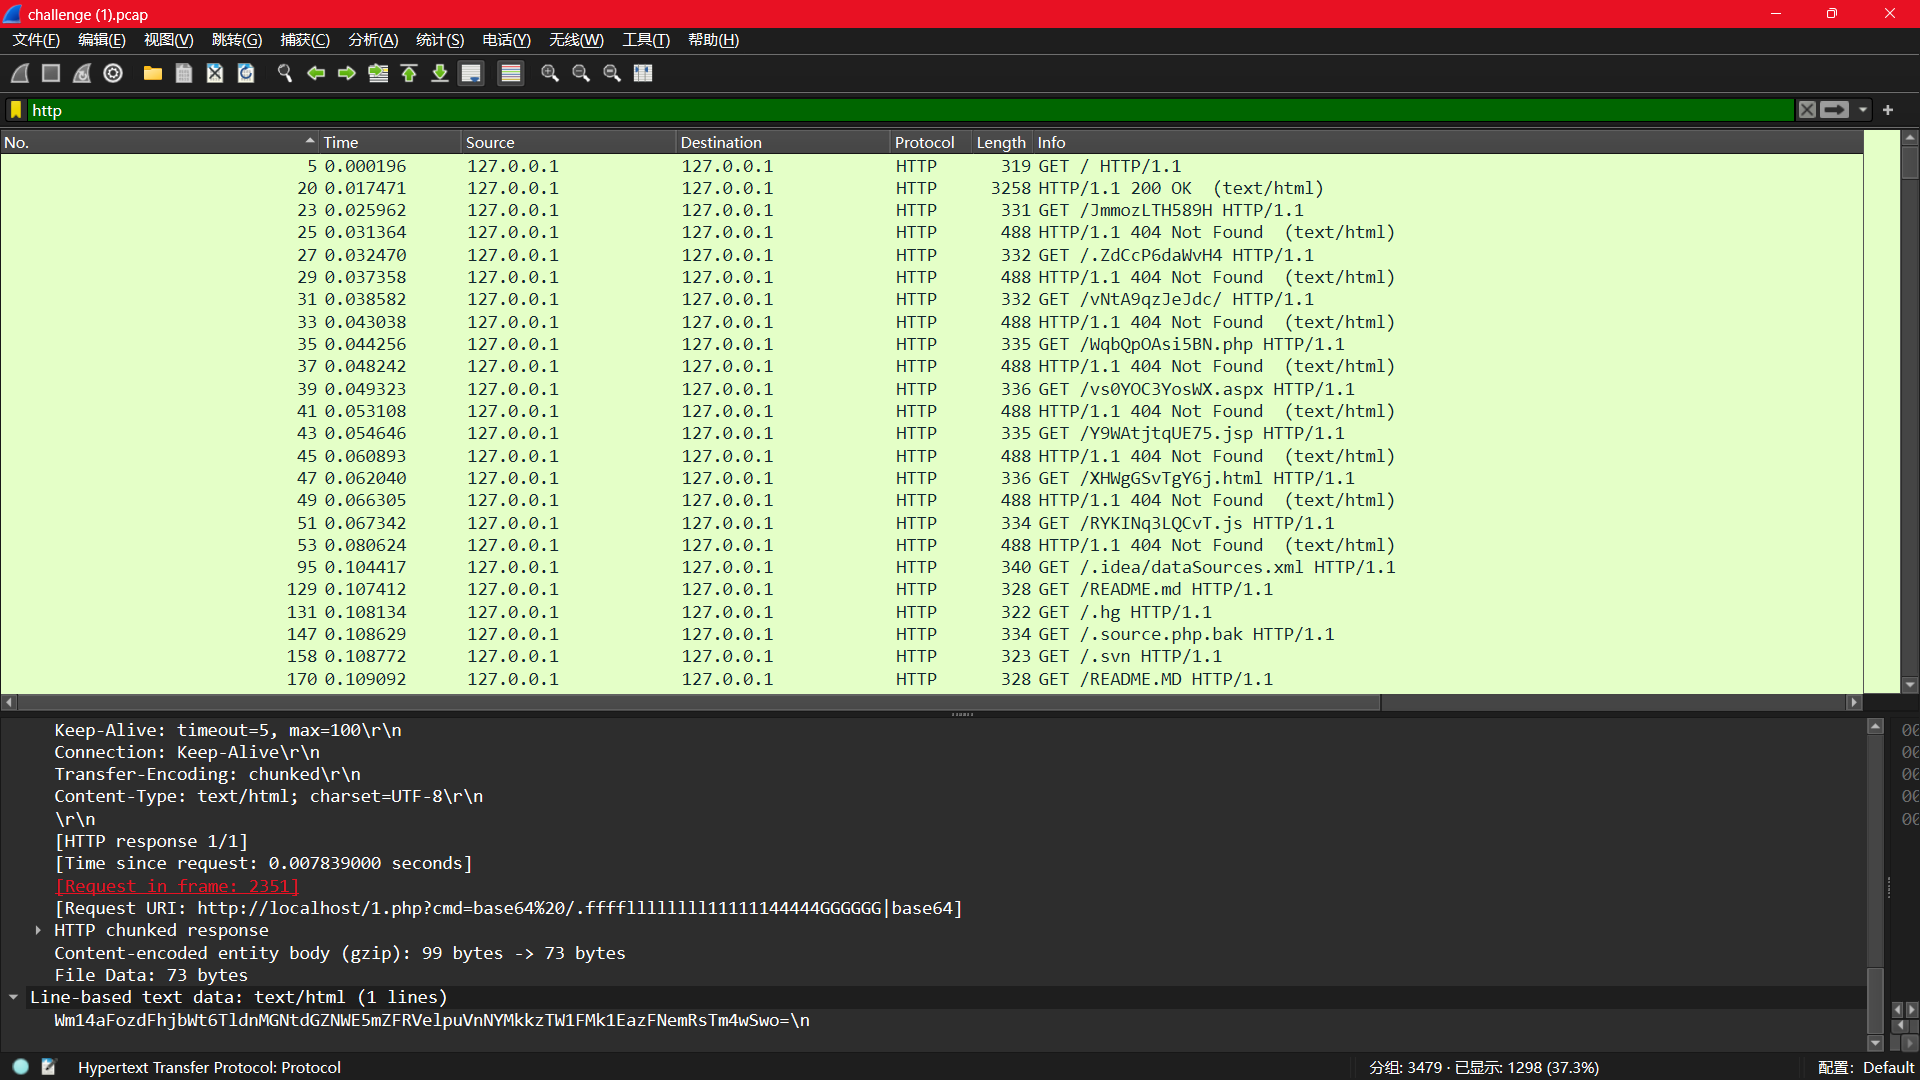 challenge (1).pcap
文件(F) 编辑(E) 视图(V) 跳转(G) 捕获(C) 分析(A) 统计(S) 电话(Y) 无线(W) 工具(T) 帮助(H)
http
No. Time Source Destination Protocol Length Info
5 0.000196 127.0.0.1 127.0.0.1 HTTP 319 GET / HTTP/1.1
20 0.017471 127.0.0.1 127.0.0.1 HTTP 3258 HTTP/1.1 200 OK (text/html)
23 0.025962 127.0.0.1 127.0.0.1 HTTP 331 GET /JmmozLTH589H HTTP/1.1
25 0.031364 127.0.0.1 127.0.0.1 HTTP 488 HTTP/1.1 404 Not Found (text/html)
27 0.032470 127.0.0.1 127.0.0.1 HTTP 332 GET /.ZdCcP6daWvH4 HTTP/1.1
29 0.037358 127.0.0.1 127.0.0.1 HTTP 488 HTTP/1.1 404 Not Found (text/html)
31 0.038582 127.0.0.1 127.0.0.1 HTTP 332 GET /vNtA9qzJeJdc/ HTTP/1.1
33 0.043038 127.0.0.1 127.0.0.1 HTTP 488 HTTP/1.1 404 Not Found (text/html)
35 0.044256 127.0.0.1 127.0.0.1 HTTP 335 GET /WqbQpOAsi5BN.php HTTP/1.1
37 0.048242 127.0.0.1 127.0.0.1 HTTP 488 HTTP/1.1 404 Not Found (text/html)
39 0.049323 127.0.0.1 127.0.0.1 HTTP 336 GET /vs0YOC3YosWX.aspx HTTP/1.1
41 0.053108 127.0.0.1 127.0.0.1 HTTP 488 HTTP/1.1 404 Not Found (text/html)
43 0.054646 127.0.0.1 127.0.0.1 HTTP 335 GET /Y9WAtjtqUE75.jsp HTTP/1.1
45 0.060893 127.0.0.1 127.0.0.1 HTTP 488 HTTP/1.1 404 Not Found (text/html)
47 0.062040 127.0.0.1 127.0.0.1 HTTP 336 GET /XHWgGSvTgY6j.html HTTP/1.1
49 0.066305 127.0.0.1 127.0.0.1 HTTP 488 HTTP/1.1 404 Not Found (text/html)
51 0.067342 127.0.0.1 127.0.0.1 HTTP 334 GET /RYKINq3LQCvT.js HTTP/1.1
53 0.080624 127.0.0.1 127.0.0.1 HTTP 488 HTTP/1.1 404 Not Found (text/html)
95 0.104417 127.0.0.1 127.0.0.1 HTTP 340 GET /.idea/dataSources.xml HTTP/1.1
129 0.107412 127.0.0.1 127.0.0.1 HTTP 328 GET /README.md HTTP/1.1
131 0.108134 127.0.0.1 127.0.0.1 HTTP 322 GET /.hg HTTP/1.1
147 0.108629 127.0.0.1 127.0.0.1 HTTP 334 GET /.source.php.bak HTTP/1.1
158 0.108772 127.0.0.1 127.0.0.1 HTTP 323 GET /.svn HTTP/1.1
170 0.109092 127.0.0.1 127.0.0.1 HTTP 328 GET /README.MD HTTP/1.1
Keep-Alive: timeout=5, max=100\r\n
Connection: Keep-Alive\r\n
Transfer-Encoding: chunked\r\n
Content-Type: text/html; charset=UTF-8\r\n
\r\n
[HTTP response 1/1]
[Time since request: 0.007839000 seconds]
[Request in frame: 2351]
[Request URI: http://localhost/1.php?cmd=base64%20/.ffffllllllll11111144444GGGGGG|base64]
HTTP chunked response
Content-encoded entity body (gzip): 99 bytes -> 73 bytes
File Data: 73 bytes
Line-based text data: text/html (1 lines)
Wm14aFozdFhjbWt6TldnMGNtdGZNWE5mZFRVelpuVnNYMkkzTW1FMk1EazFNemRsTm4wSwo=\n
00
00
00
00
00
Hypertext Transfer Protocol: Protocol
分组: 3479 · 已显示: 1298 (37.3%)
配置: Default